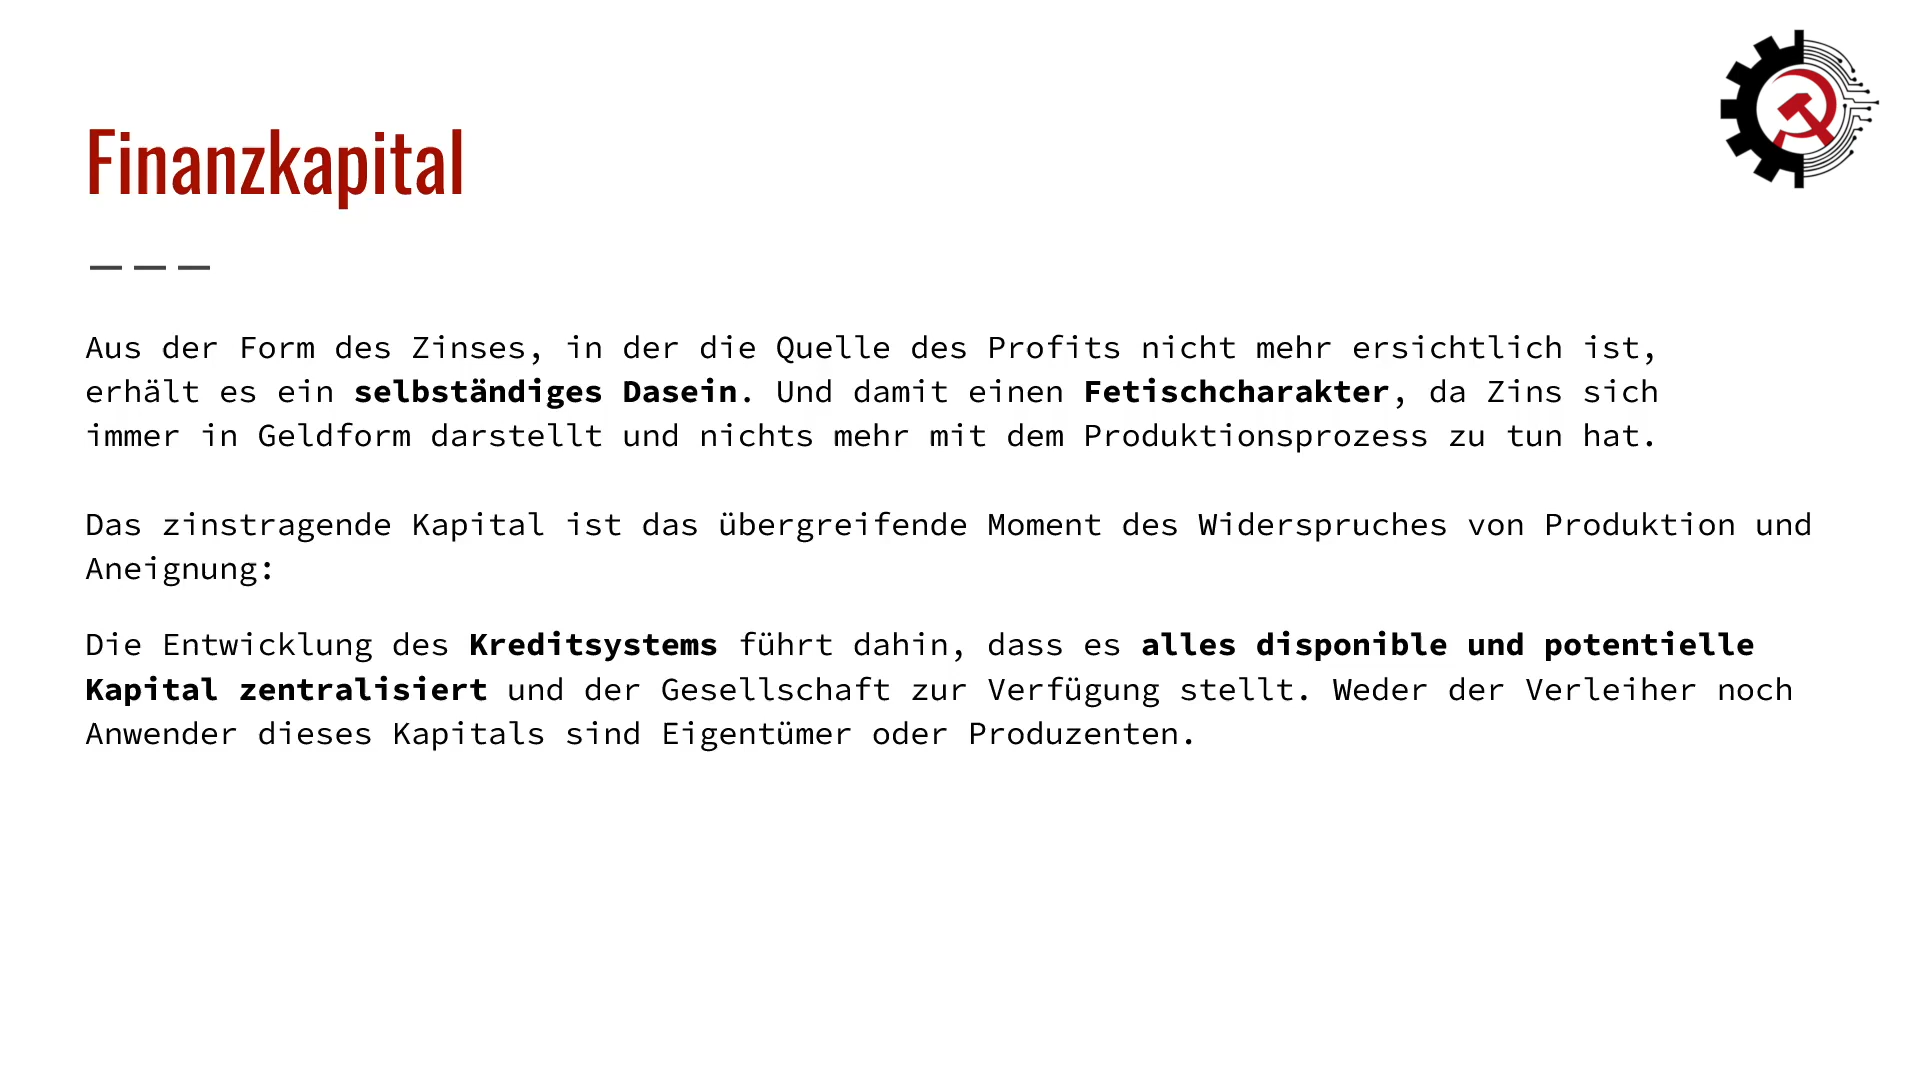 Finanzkapital
Aus der Form des Zinses, in der die Quelle des Profits nicht mehr ersichtlich ist,
erhält es ein selbständiges Dasein. Und damit einen Fetischcharakter, da Zins sich
immer in Geldform darstellt und nichts mehr mit dem Produktionsprozess zu tun hat.
Das zinstragende Kapital ist das übergreifende Moment des Widerspruches von Produktion und
Aneignung:
Die Entwicklung des Kreditsystems führt dahin, dass es alles disponible und potentielle
Kapital zentralisiert und der Gesellschaft zur Verfügung stellt. Weder der Verleiher noch
Anwender dieses Kapitals sind Eigentümer oder Produzenten.